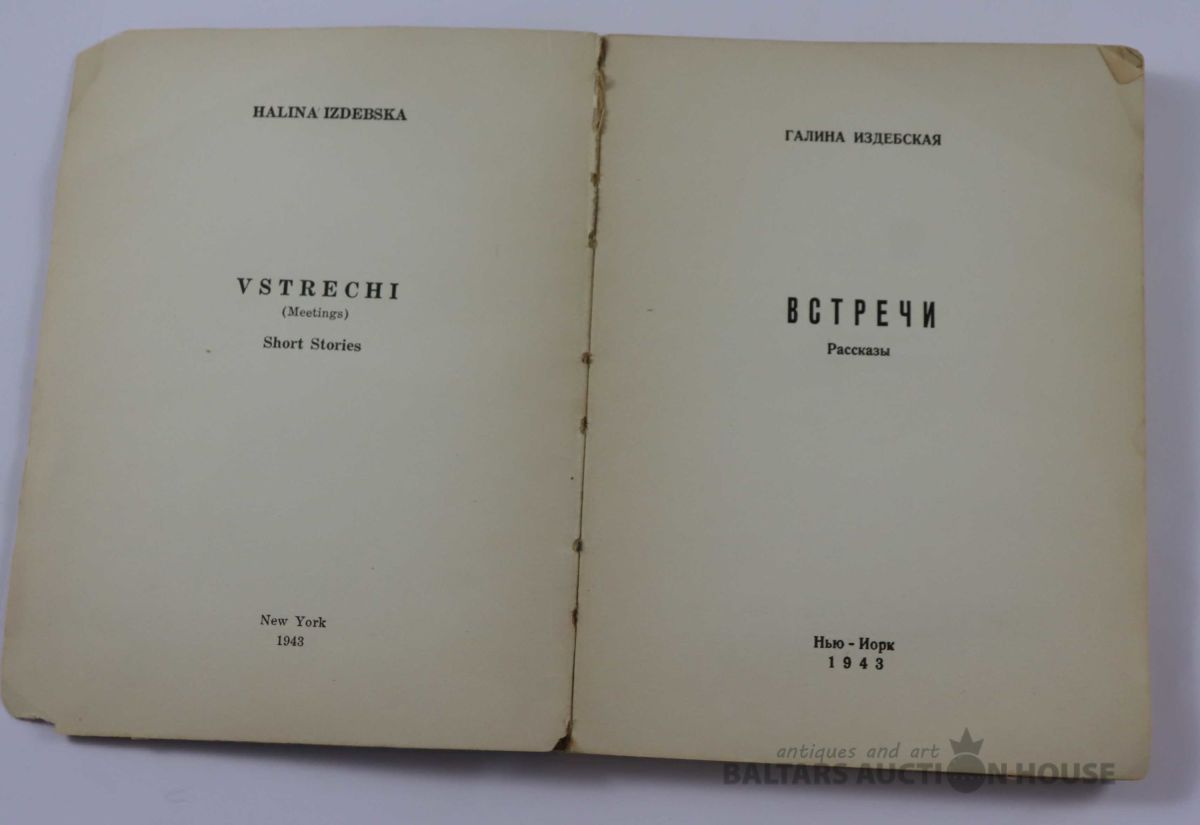 HALINA IZDEBSKA
VSTRECHI
(Meetings)
Short Stories
New York
1943
ГАЛИНА ИЗДЕБСКАЯ
ВСТРЕЧИ
Рассказы
Нью - Иорк
1943
antiques and art
BALTARS AUCTION HOUSE